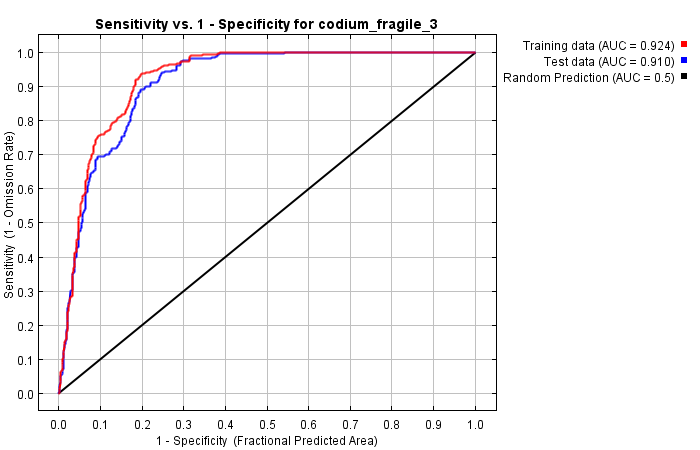 Sensitivity vs. 1 - Specificity for codium_fragile_3
Training data (AUC = 0.924)
Test data (AUC = 0.910)
Random Prediction (AUC = 0.5)
Sensitivity (1 - Omission Rate)
1.0
0.9
0.8
0.7
0.6
0.5
0.4
0.3
0.2
0.1
0.0
0.0 0.1 0.2 0.3 0.4 0.5 0.6 0.7 0.8 0.9 1.0
1 - Specificity (Fractional Predicted Area)